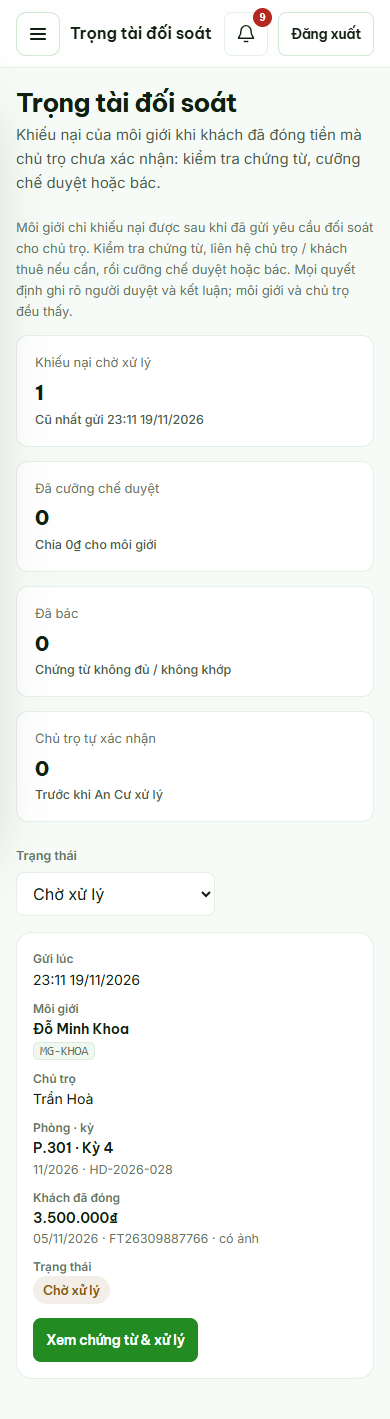 Trọng tài đối soát
9
Đăng xuất
Trọng tài đối soát
Khiếu nại của môi giới khi khách đã đóng tiền mà
chủ trọ chưa xác nhận: kiểm tra chứng từ, cưỡng
chế duyệt hoặc bác.
Môi giới chỉ khiếu nại được sau khi đã gửi yêu cầu đối soát
cho chủ trọ. Kiểm tra chứng từ, liên hệ chủ trọ / khách
thuê nếu cần, rồi cưỡng chế duyệt hoặc bác. Mọi quyết
định ghi rõ người duyệt và kết luận; môi giới và chủ trọ
đều thấy.
Khiếu nại chờ xử lý
1
Cũ nhất gửi 23:11 19/11/2026
Đã cưỡng chế duyệt
0
Chia 0₫ cho môi giới
Đã bác
0
Chứng từ không đủ / không khớp
Chủ trọ tự xác nhận
0
Trước khi An Cư xử lý
Trạng thái
Chờ xử lý
Gửi lúc
23:11 19/11/2026
Môi giới
Đỗ Minh Khoa
MG-KHOA
Chủ trọ
Trần Hoà
Phòng · kỳ
P.301 · Kỳ 4
11/2026 · HD-2026-028
Khách đã đóng
3.500.000₫
05/11/2026 · FT26309887766 · có ảnh
Trạng thái
Chờ xử lý
Xem chứng từ & xử lý